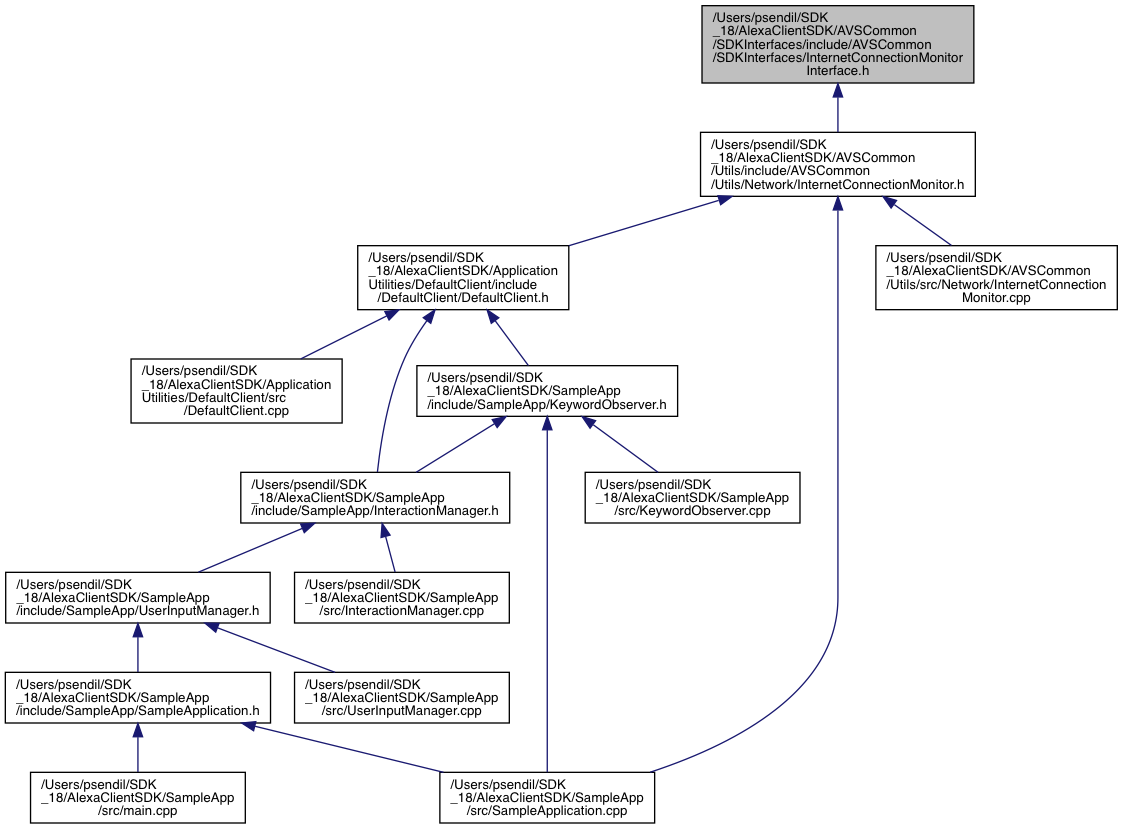 /Users/psendil/SDK
_18/AlexaClientSDK/AVSCommon
/SDKInterfaces/include/AVSCommon
/SDKInterfaces/InternetConnectionMonitor
Interface.h
/Users/psendil/SDK
_18/AlexaClientSDK/AVSCommon
/Utils/include/AVSCommon
/Utils/Network/InternetConnectionMonitor.h
/Users/psendil/SDK
_18/AlexaClientSDK/Application
Utilities/DefaultClient/include
/DefaultClient/DefaultClient.h
/Users/psendil/SDK
_18/AlexaClientSDK/AVSCommon
/Utils/src/Network/InternetConnection
Monitor.cpp
/Users/psendil/SDK
_18/AlexaClientSDK/Application
Utilities/DefaultClient/src
/DefaultClient.cpp
/Users/psendil/SDK
_18/AlexaClientSDK/SampleApp
/include/SampleApp/KeywordObserver.h
/Users/psendil/SDK
_18/AlexaClientSDK/SampleApp
/include/SampleApp/InteractionManager.h
/Users/psendil/SDK
_18/AlexaClientSDK/SampleApp
/src/KeywordObserver.cpp
/Users/psendil/SDK
_18/AlexaClientSDK/SampleApp
/include/SampleApp/UserInputManager.h
/Users/psendil/SDK
_18/AlexaClientSDK/SampleApp
/src/InteractionManager.cpp
/Users/psendil/SDK
_18/AlexaClientSDK/SampleApp
/include/SampleApp/SampleApplication.h
/Users/psendil/SDK
_18/AlexaClientSDK/SampleApp
/src/UserInputManager.cpp
/Users/psendil/SDK
_18/AlexaClientSDK/SampleApp
/src/main.cpp
/Users/psendil/SDK
_18/AlexaClientSDK/SampleApp
/src/SampleApplication.cpp